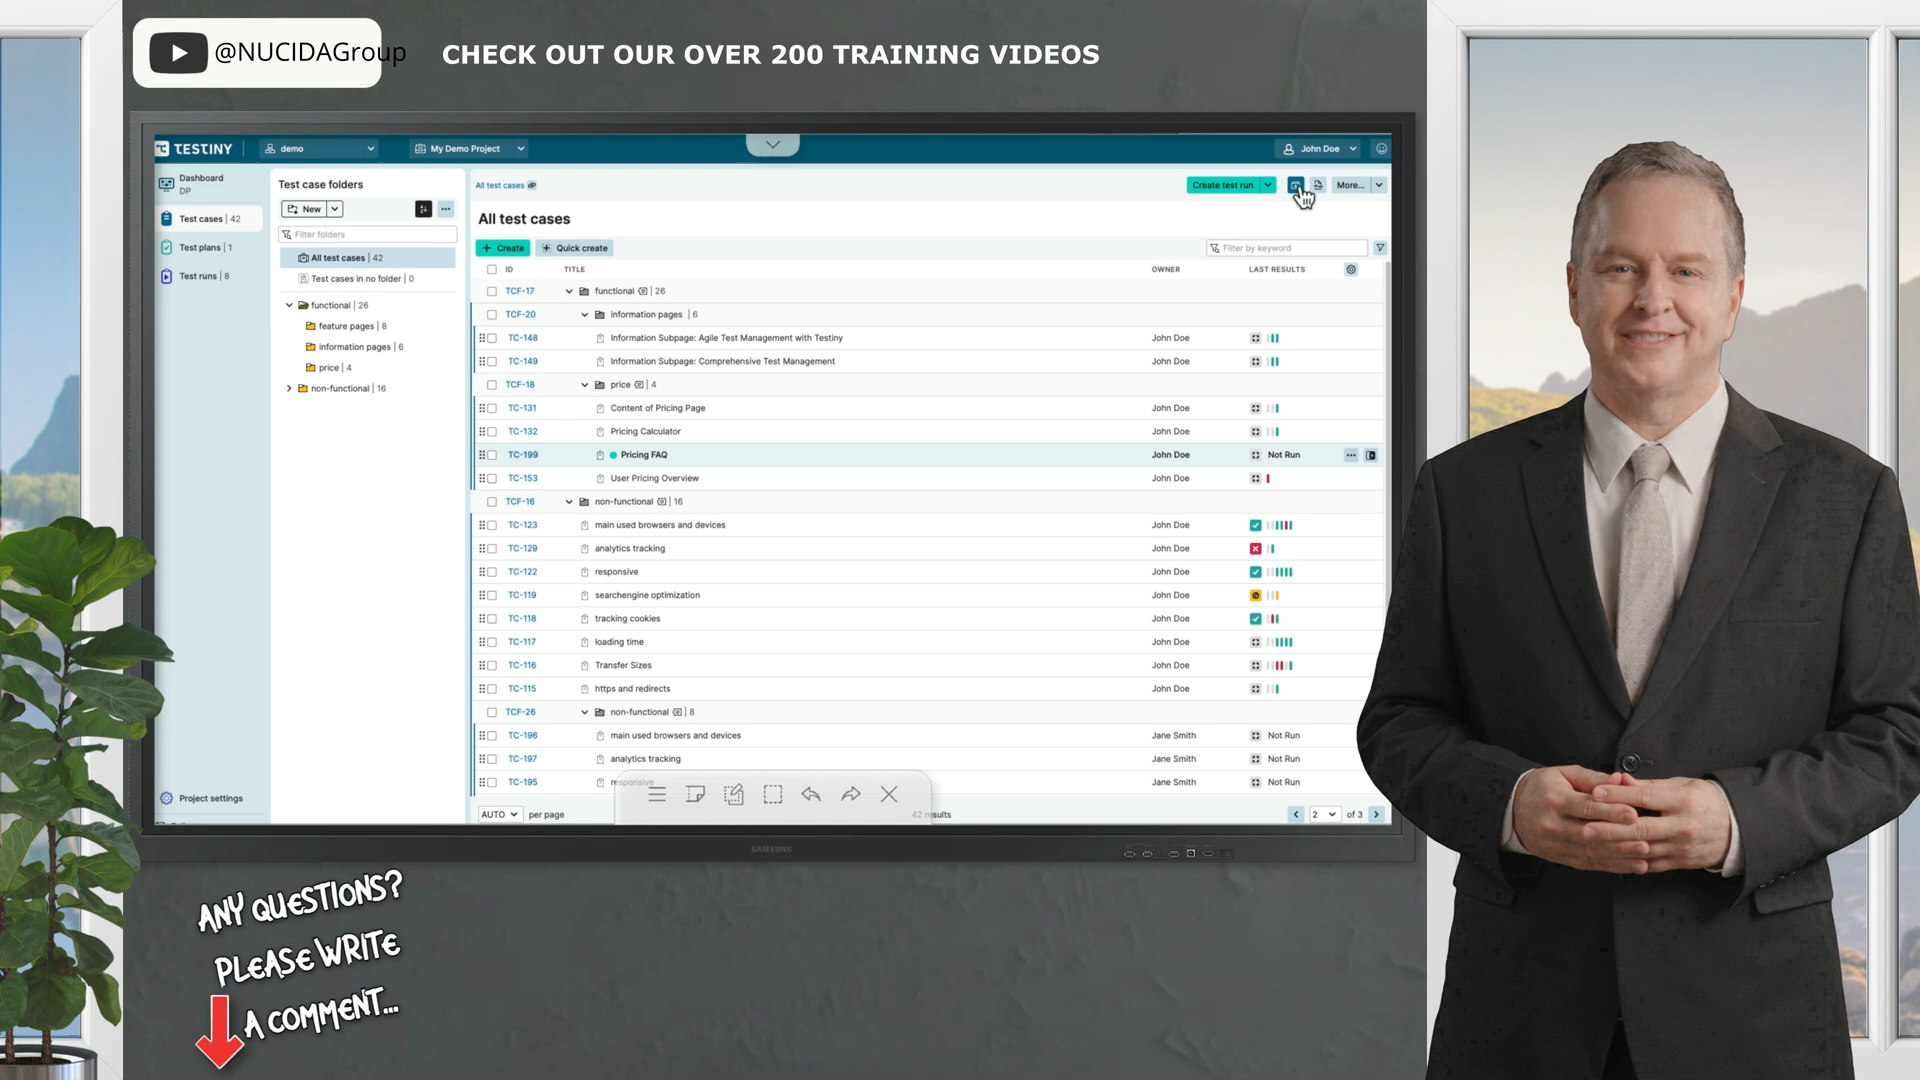 @NUCIDAGroup
CHECK OUT OUR OVER 200 TRAINING VIDEOS
TESTINY
demo
My Demo Project
John Doe
Dashboard
DP
Test cases | 42
Test plans | 1
Test runs | 8
Project settings
Test case folders
New
Filter folders
All test cases | 42
Test cases in no folder | 0
functional | 26
feature pages | 8
information pages | 6
price | 4
non-functional | 16
All test cases
Create test run
More...
All test cases
+ Create
Quick create
Filter by keyword
ID TITLE OWNER LAST RESULTS
TCF-17 functional | 26
TCF-20 information pages | 6
TC-148 Information Subpage: Agile Test Management with Testiny John Doe
TC-149 Information Subpage: Comprehensive Test Management John Doe
TCF-18 price | 4
TC-131 Content of Pricing Page John Doe
TC-132 Pricing Calculator John Doe
TC-199 Pricing FAQ John Doe Not Run
TC-153 User Pricing Overview John Doe
TCF-16 non-functional | 16
TC-123 main used browsers and devices John Doe
TC-129 analytics tracking John Doe
TC-122 responsive John Doe
TC-119 searchengine optimization John Doe
TC-118 tracking cookies John Doe
TC-117 loading time John Doe
TC-116 Transfer Sizes John Doe
TC-115 https and redirects John Doe
TCF-26 non-functional | 8
TC-196 main used browsers and devices Jane Smith Not Run
TC-197 analytics tracking Jane Smith Not Run
TC-195 responsive Jane Smith Not Run
AUTO per page
42 results
2 of 3
SAMSUNG
ANY QUESTIONS?
PLEASE WRITE
A COMMENT...